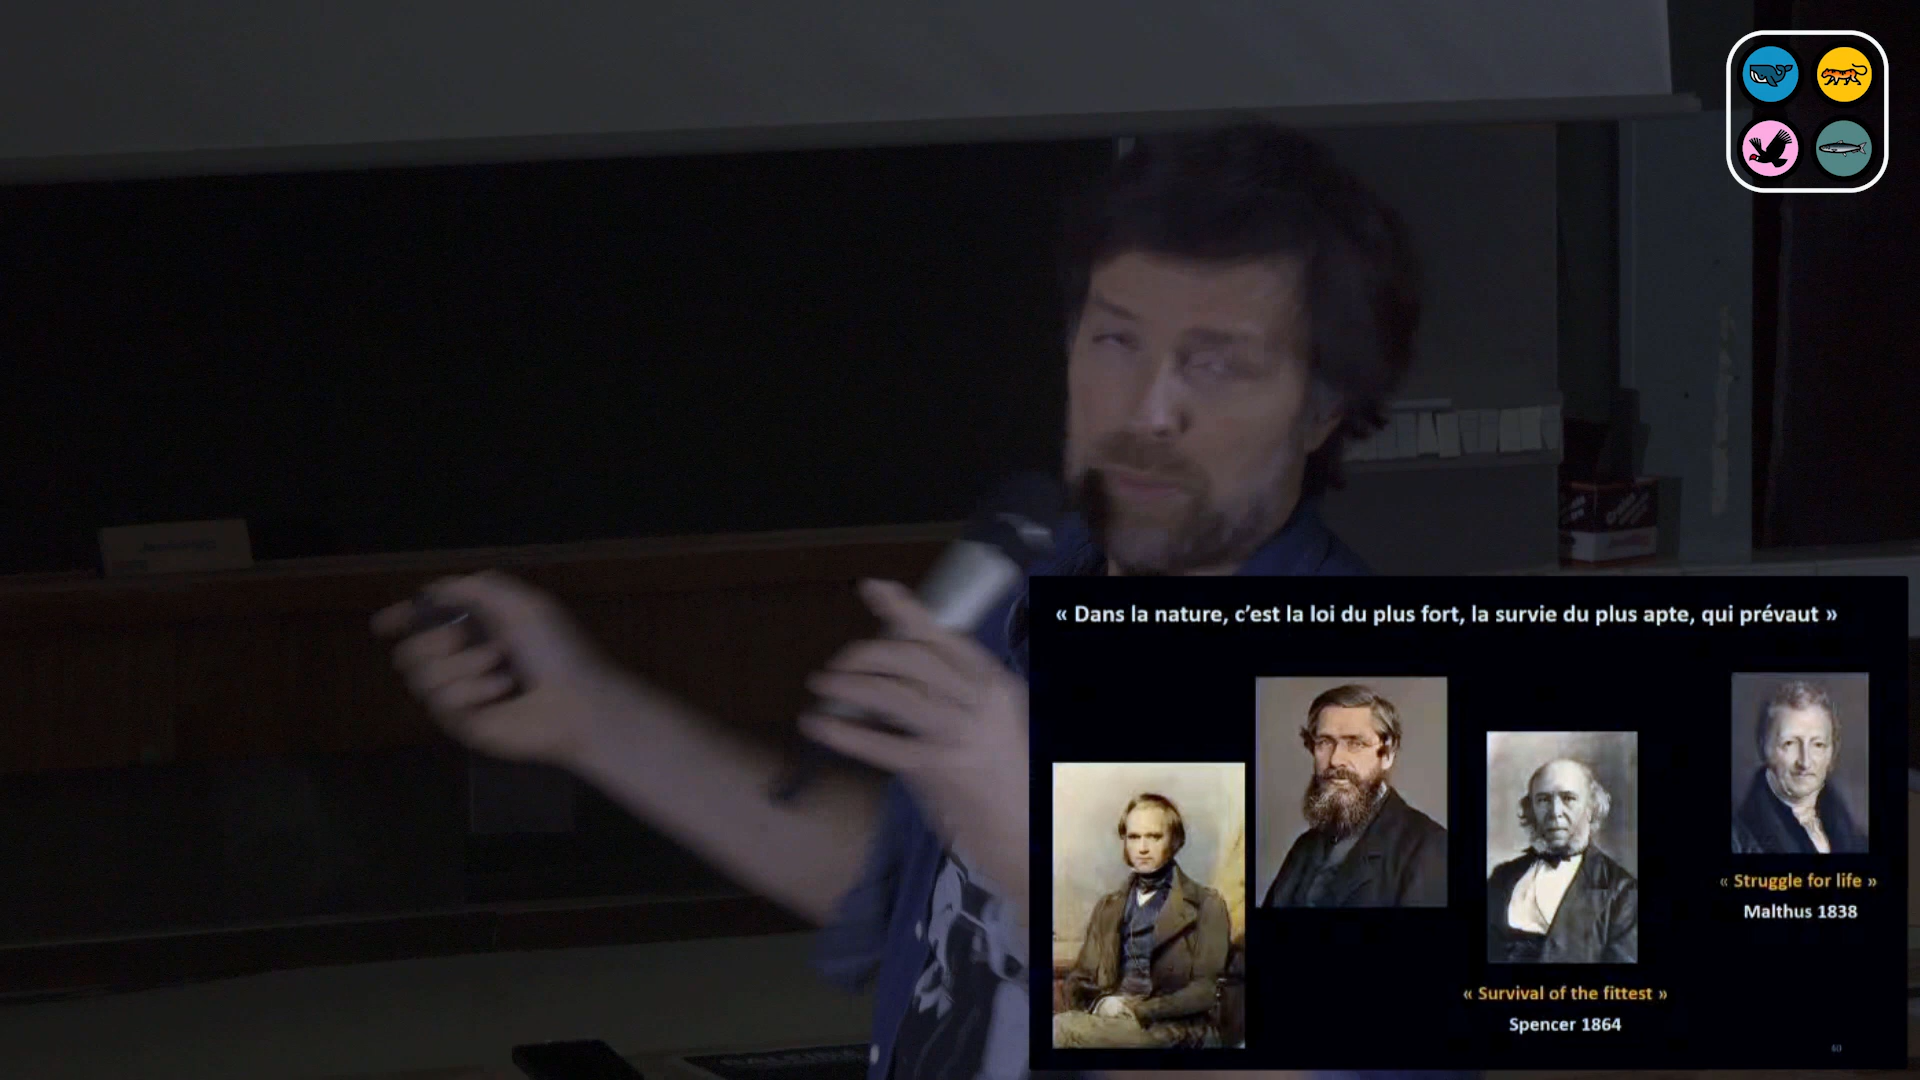 « Dans la nature, c’est la loi du plus fort, la survie du plus apte, qui prévaut »
« Struggle for life »
Malthus 1838
« Survival of the fittest »
Spencer 1864
40